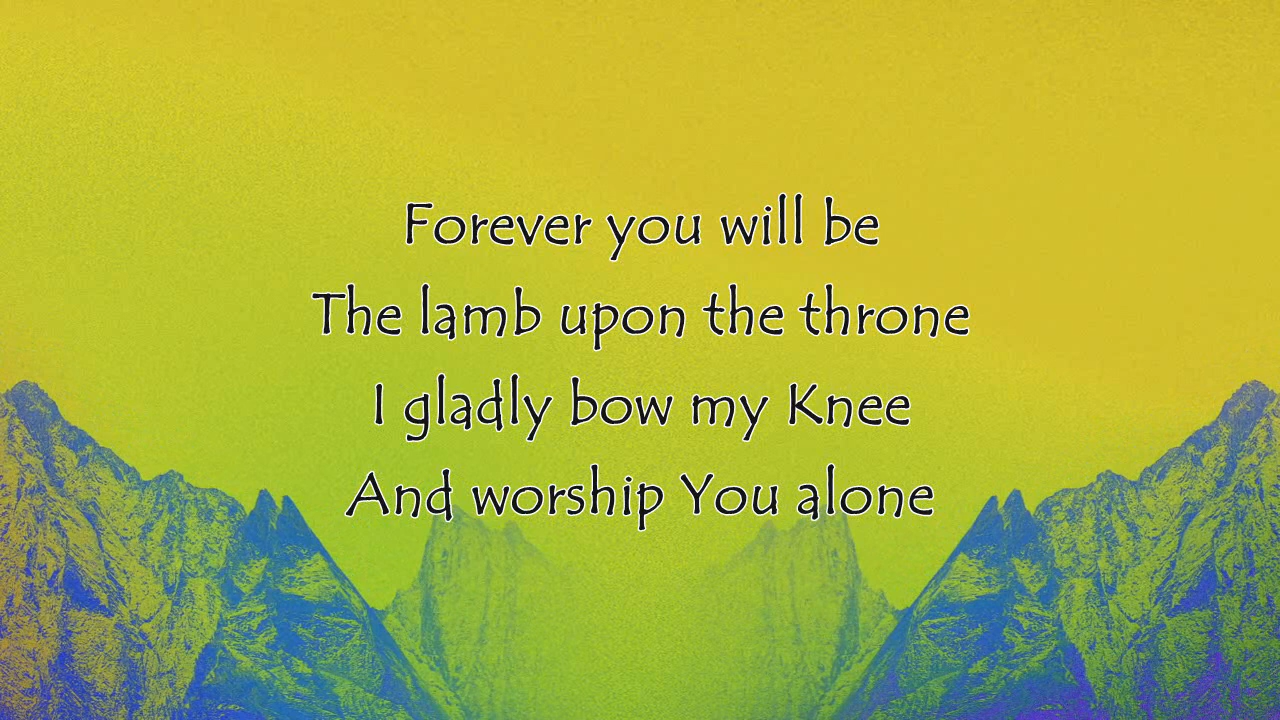 Forever you will be
The lamb upon the throne
I gladly bow my Knee
And worship You alone